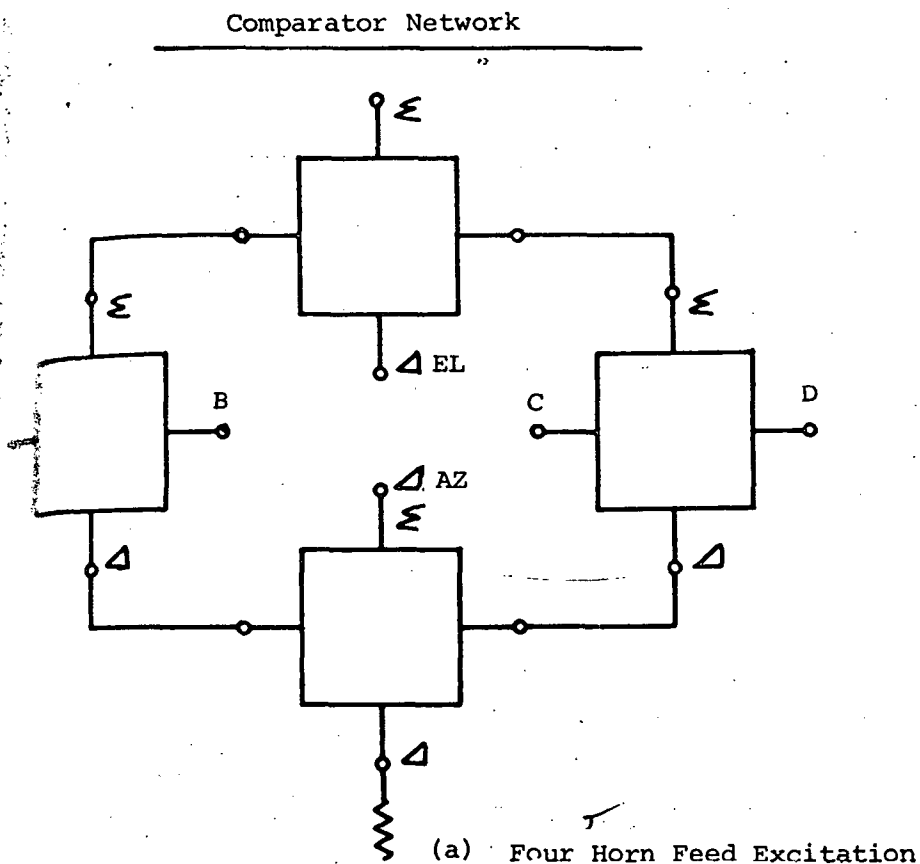 Comparator Network
Σ
Σ
Σ
Δ EL
B
C
D
Δ AZ
Σ
Δ
Δ
Δ
(a) Four Horn Feed Excitation